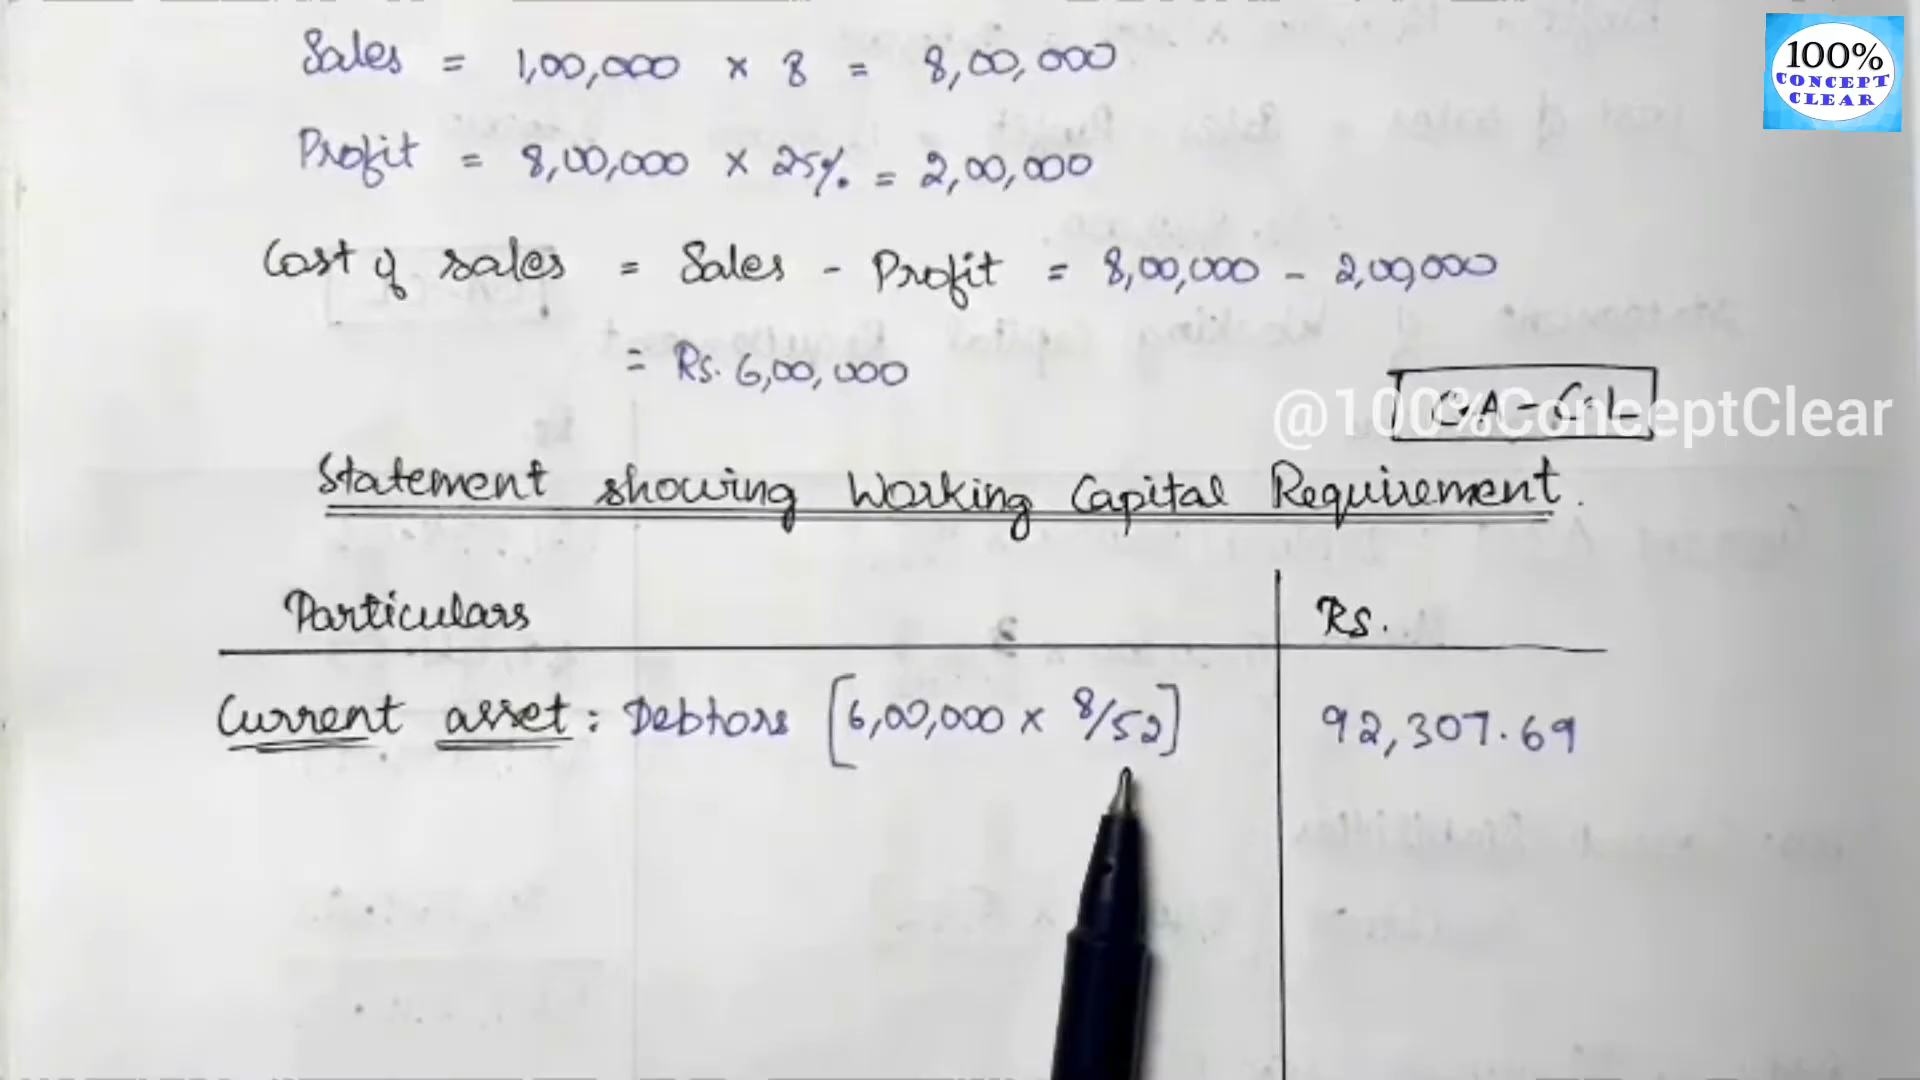 100%
CONCEPT
CLEAR
Sales = 1,00,000 × 8 = 8,00,000
Profit = 8,00,000 × 25% = 2,00,000
Cost of sales = Sales - Profit = 8,00,000 - 2,00,000
= Rs. 6,00,000
C.A - C.L
@100%ConceptClear
Statement showing Working Capital Requirement.
Particulars Rs.
Current asset: Debtors [6,00,000 × 8/52] 92,307.69